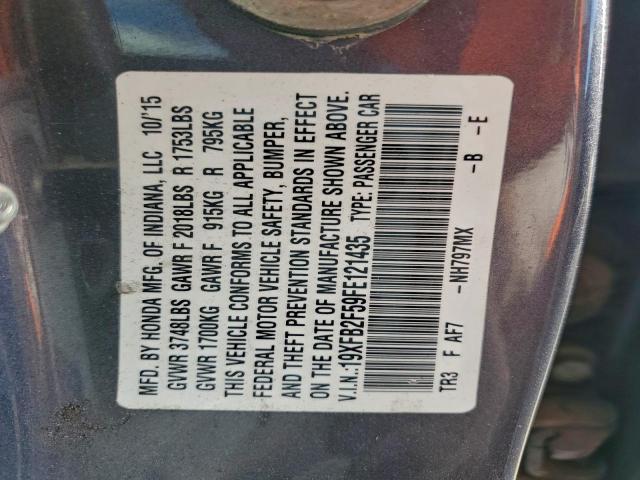 MFD. BY HONDA MFG. OF INDIANA, LLC 10/'15
GVWR 3748LBS GAWR F 2018LBS R 1753LBS
GVWR 1700KG GAWR F 915KG R 795KG
THIS VEHICLE CONFORMS TO ALL APPLICABLE
FEDERAL MOTOR VEHICLE SAFETY, BUMPER,
AND THEFT PREVENTION STANDARDS IN EFFECT
ON THE DATE OF MANUFACTURE SHOWN ABOVE.
V.I.N.:19XFB2F59FE121435 TYPE: PASSENGER CAR
TR3 F AF7 -NH797MX -B -E